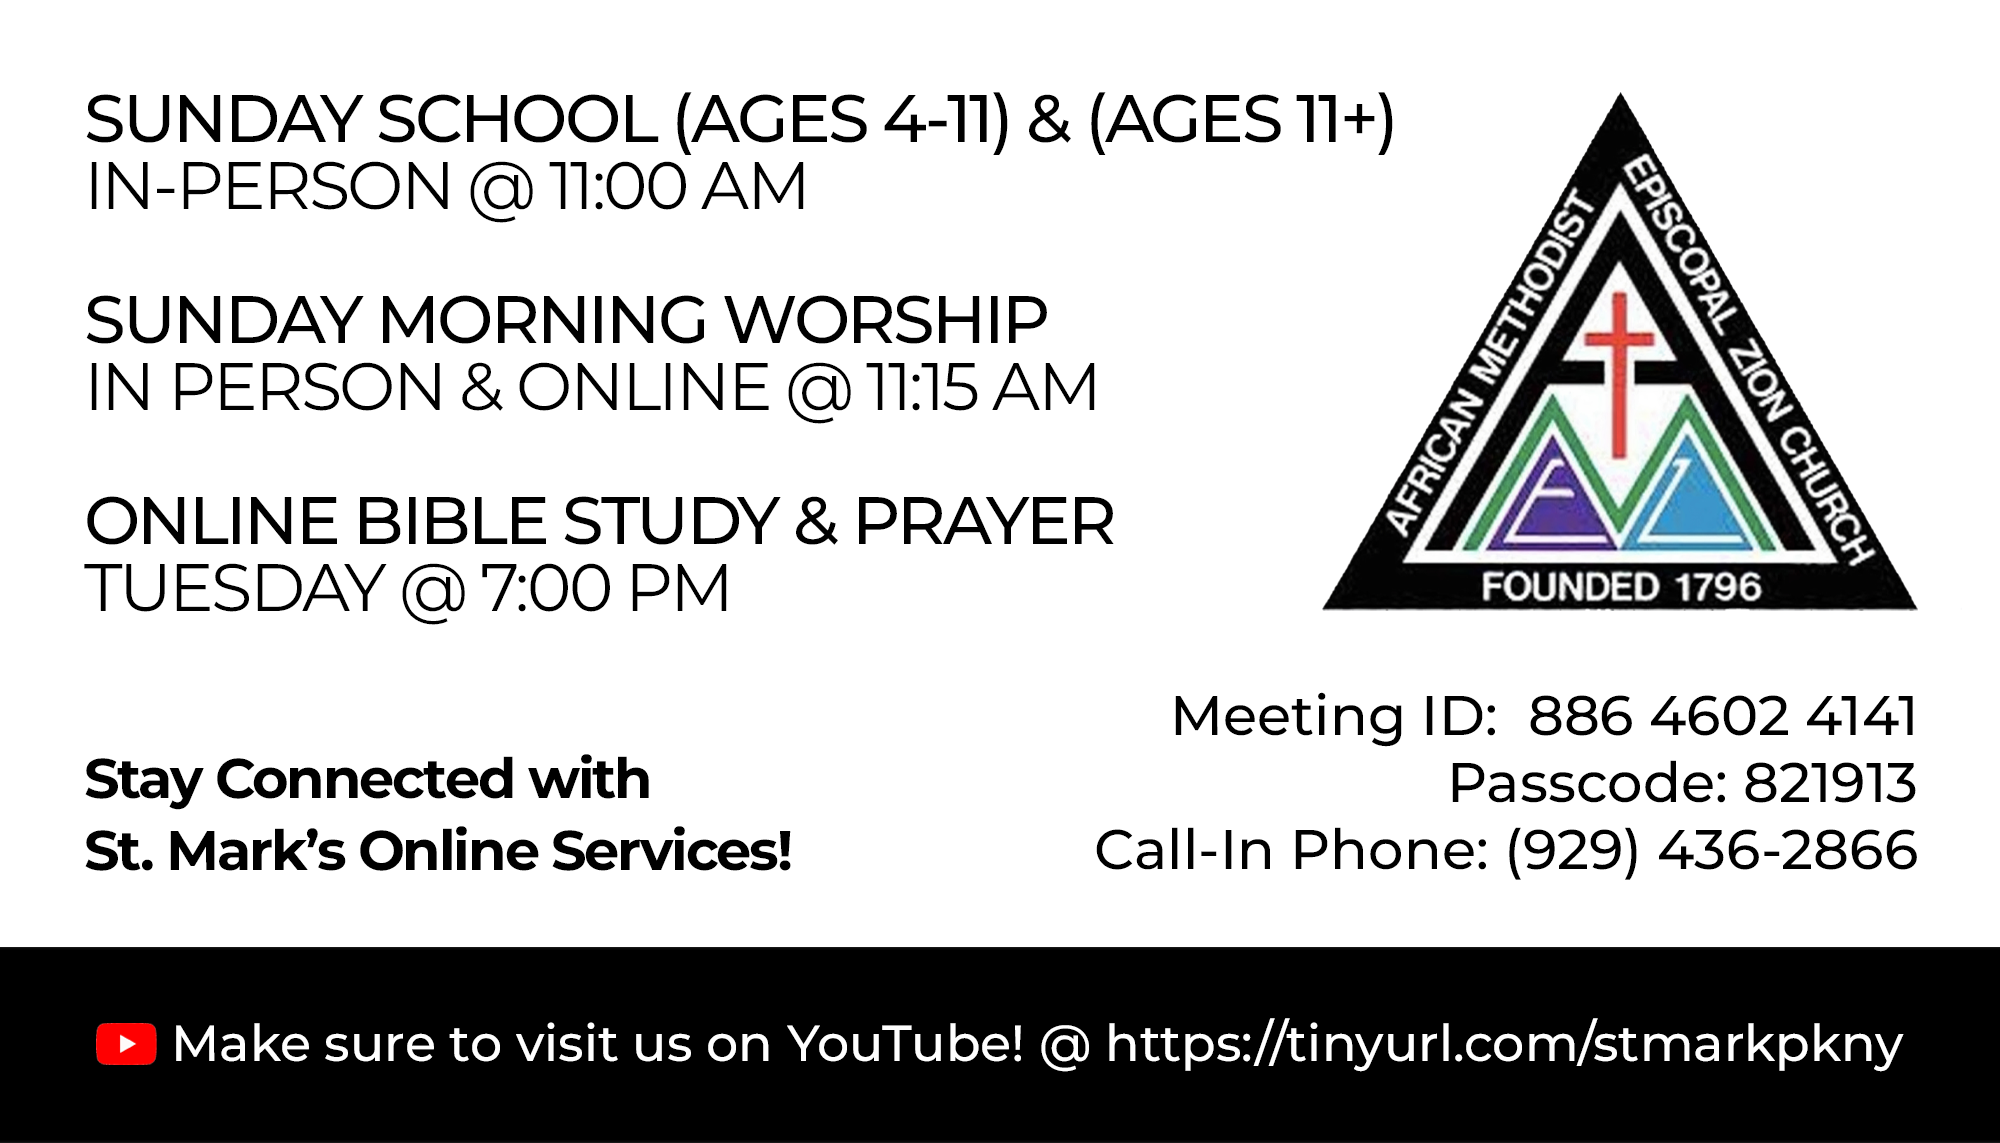 SUNDAY SCHOOL (AGES 4-11) & (AGES 11+)
IN-PERSON @ 11:00 AM
SUNDAY MORNING WORSHIP
IN PERSON & ONLINE @ 11:15 AM
ONLINE BIBLE STUDY & PRAYER
TUESDAY @ 7:00 PM
AFRICAN METHODIST
EPISCOPAL ZION CHURCH
A
M
E Z
FOUNDED 1796
Stay Connected with
St. Mark’s Online Services!
Meeting ID:  886 4602 4141
Passcode: 821913
Call-In Phone: (929) 436-2866
Make sure to visit us on YouTube! @ https://tinyurl.com/stmarkpkny